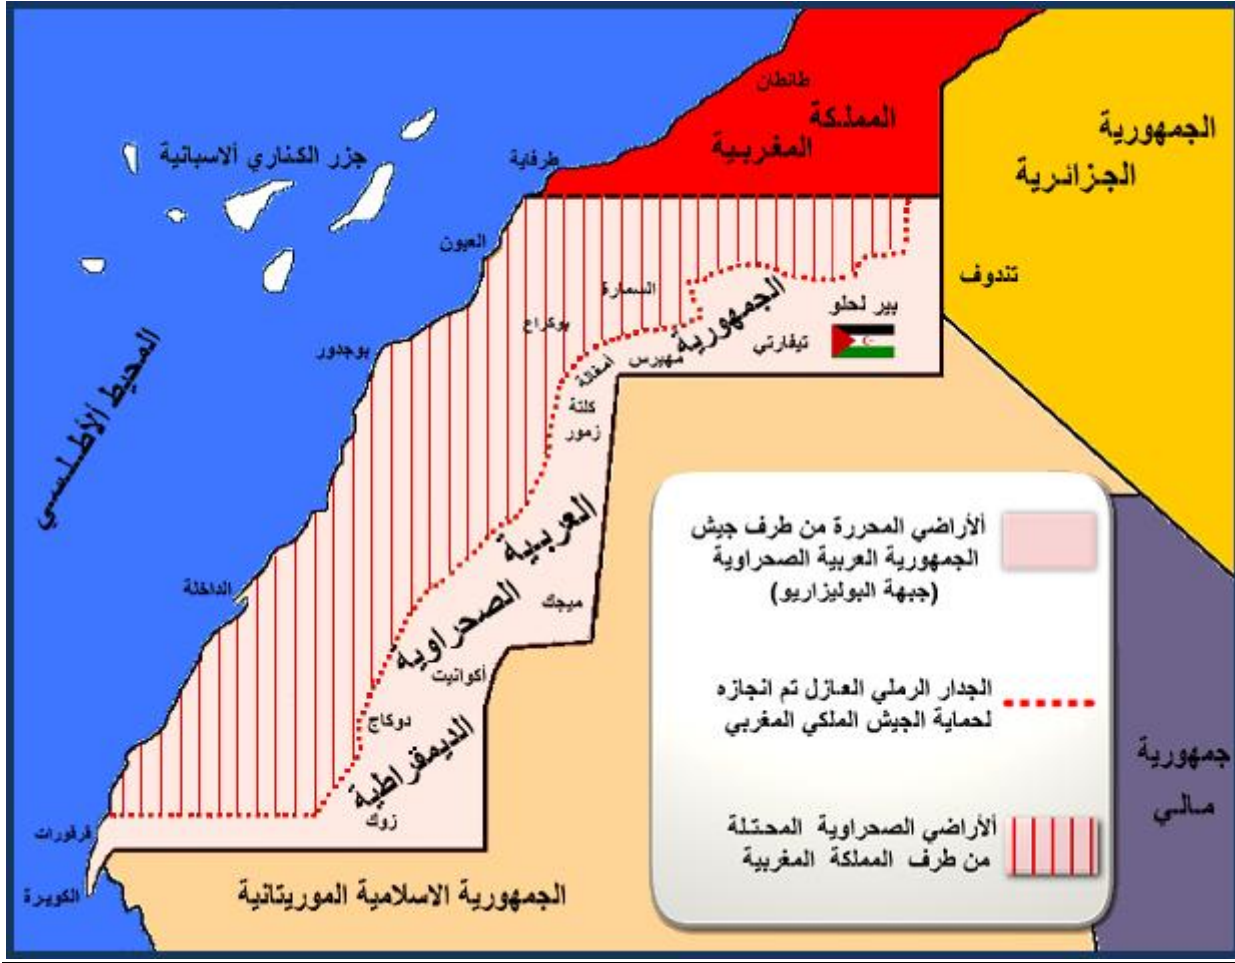 طانطان
المملكة
المغربية
الجمهورية
الجزائرية
جزر الكناري ألاسبانية
طرفاية
العيون
تندوف
السمارة
بير لحلو
بوكراع
الجمهورية
تيفارتي
المحيط ألأطلسي
بوجدور
مهيرس
أمغالة
كلتة
زمور
العربية
ألأراضي المحررة من طرف جيش
الجمهورية العربية الصحراوية
(جبهة البوليزاريو)
الداخلة
ميجك
الصحراوية
أكوانيت
الجدار الرملي العازل تم انجازه
لحماية الجيش الملكي المغربي
دوكاج
الديمقراطية
جمهورية
مالي
زوك
قرقورات
ألأراضي الصحراوية المحتلة
من طرف المملكة المغربية
الكويرة
الجمهورية الاسلامية الموريتانية